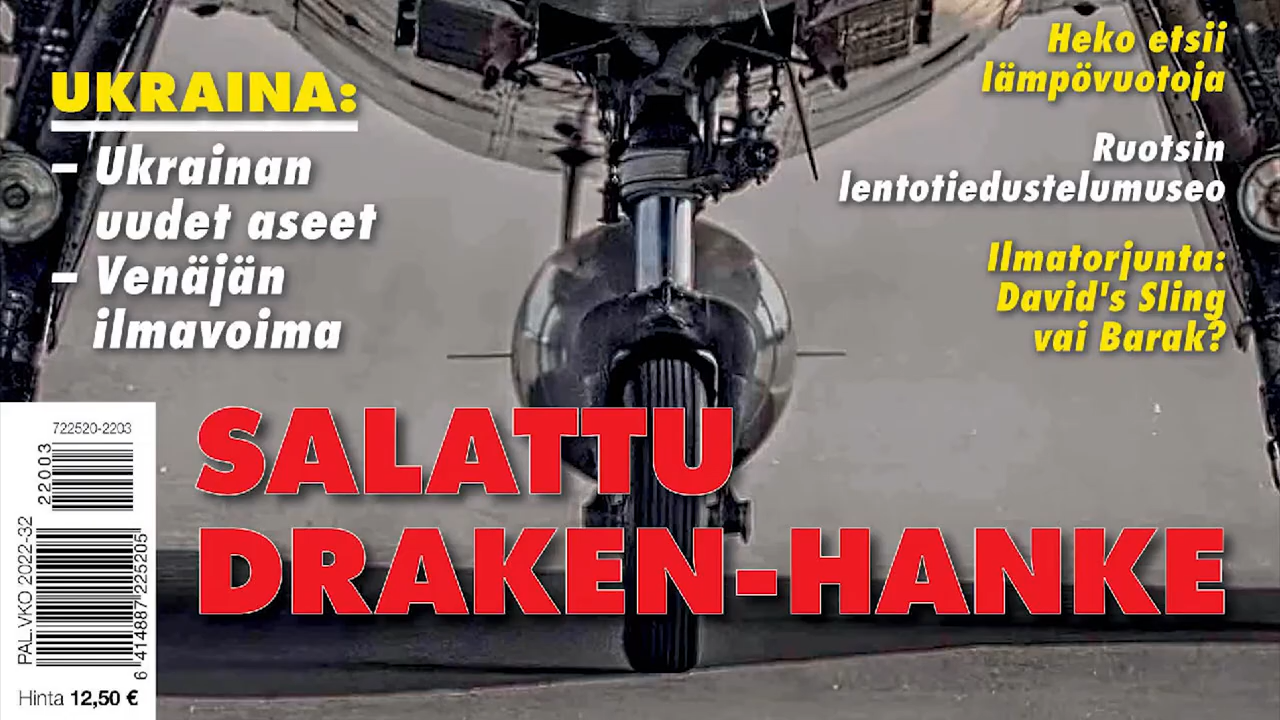 UKRAINA:
– Ukrainan
uudet aseet
– Venäjän
ilmavoima
Heko etsii
lämpövuotoja
Ruotsin
lentotiedustelumuseo
Ilmatorjunta:
David's Sling
vai Barak?
SALATTU
DRAKEN-HANKE
722520-2203
22003
PAL.VKO 2022-32
6 414887 225205
Hinta 12,50 €